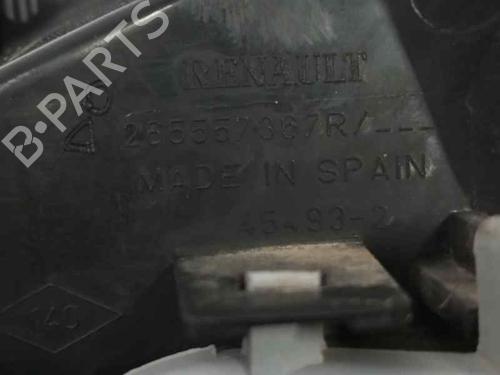 B-PARTS
RENAULT
265557367R/---
MADE IN SPAIN
45493-2
140